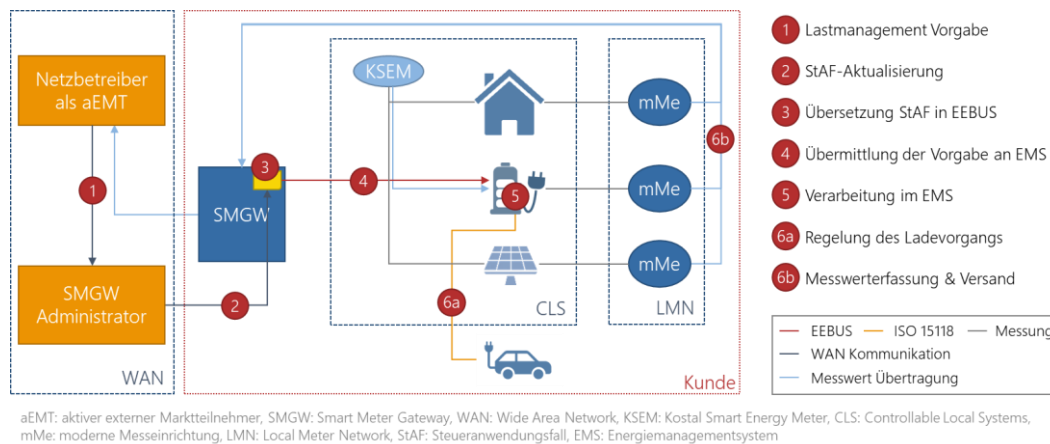 Netzbetreiber
als aEMT
1
SMGW
Administrator
WAN
2
3
SMGW
4
KSEM
5
6a
CLS
mMe
mMe
mMe
6b
LMN
Kunde
1 Lastmanagement Vorgabe
2 StAF-Aktualisierung
3 Übersetzung StAF in EEBUS
4 Übermittlung der Vorgabe an EMS
5 Verarbeitung im EMS
6a Regelung des Ladevorgangs
6b Messwerterfassung & Versand
EEBUS ISO 15118 Messung
WAN Kommunikation
Messwert Übertragung
aEMT: aktiver externer Marktteilnehmer, SMGW: Smart Meter Gateway, WAN: Wide Area Network, KSEM: Kostal Smart Energy Meter, CLS: Controllable Local Systems,
mMe: moderne Messeinrichtung, LMN: Local Meter Network, StAF: Steueranwendungsfall, EMS: Energiemanagementsystem